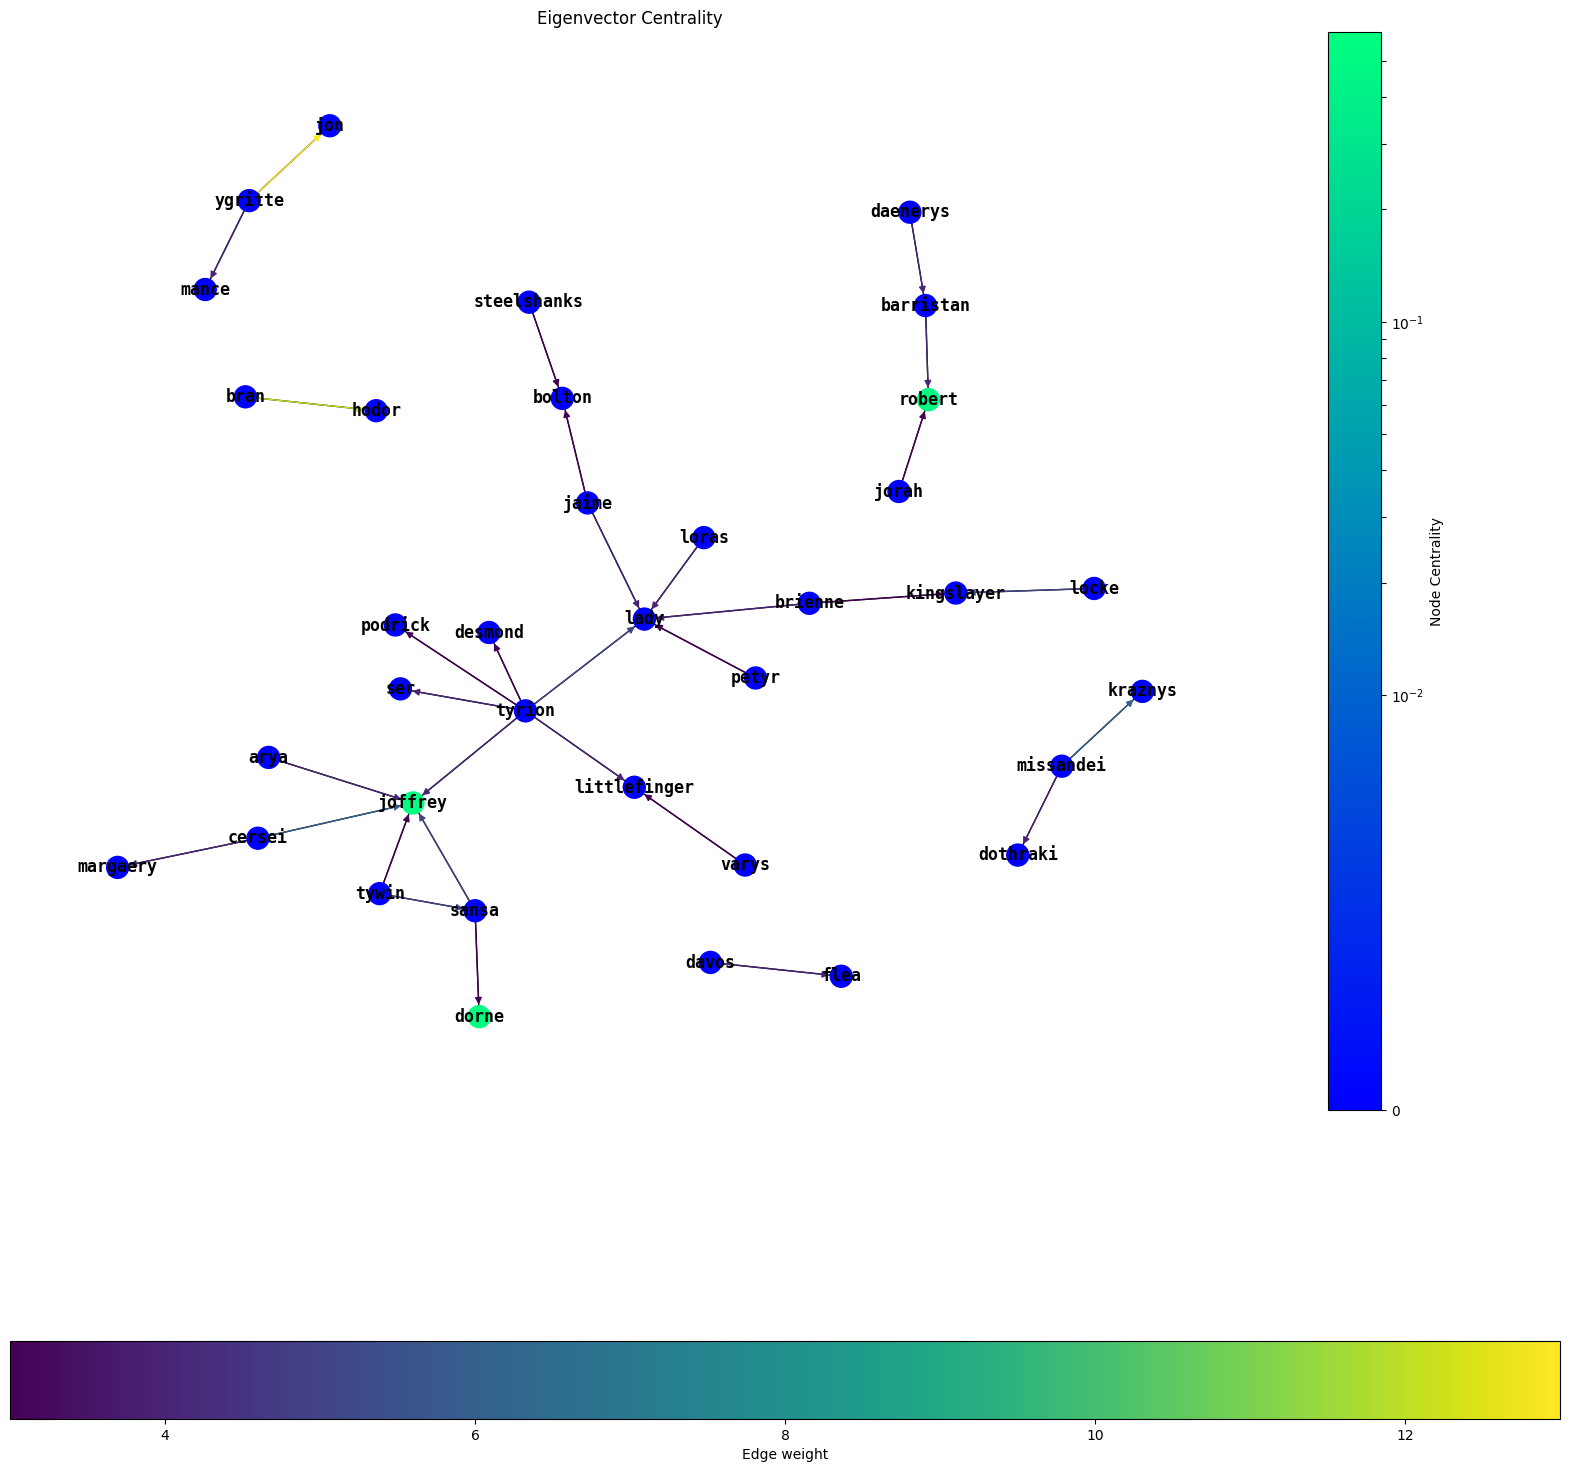 Eigenvector Centrality
jon
ygritte
daenerys
mance
steelshanks
barristan
bran
hodor
bolton
robert
jaime
jorah
loras
locke
kingslayer
brienne
lady
podrick
desmond
petyr
ser
kraznys
tyrion
arya
missandei
littlefinger
joffrey
cersei
dothraki
margaery
varys
tywin
sansa
davos
flea
dorne
10⁻¹
10⁻²
0
Node Centrality
4 6 8 10 12
Edge weight